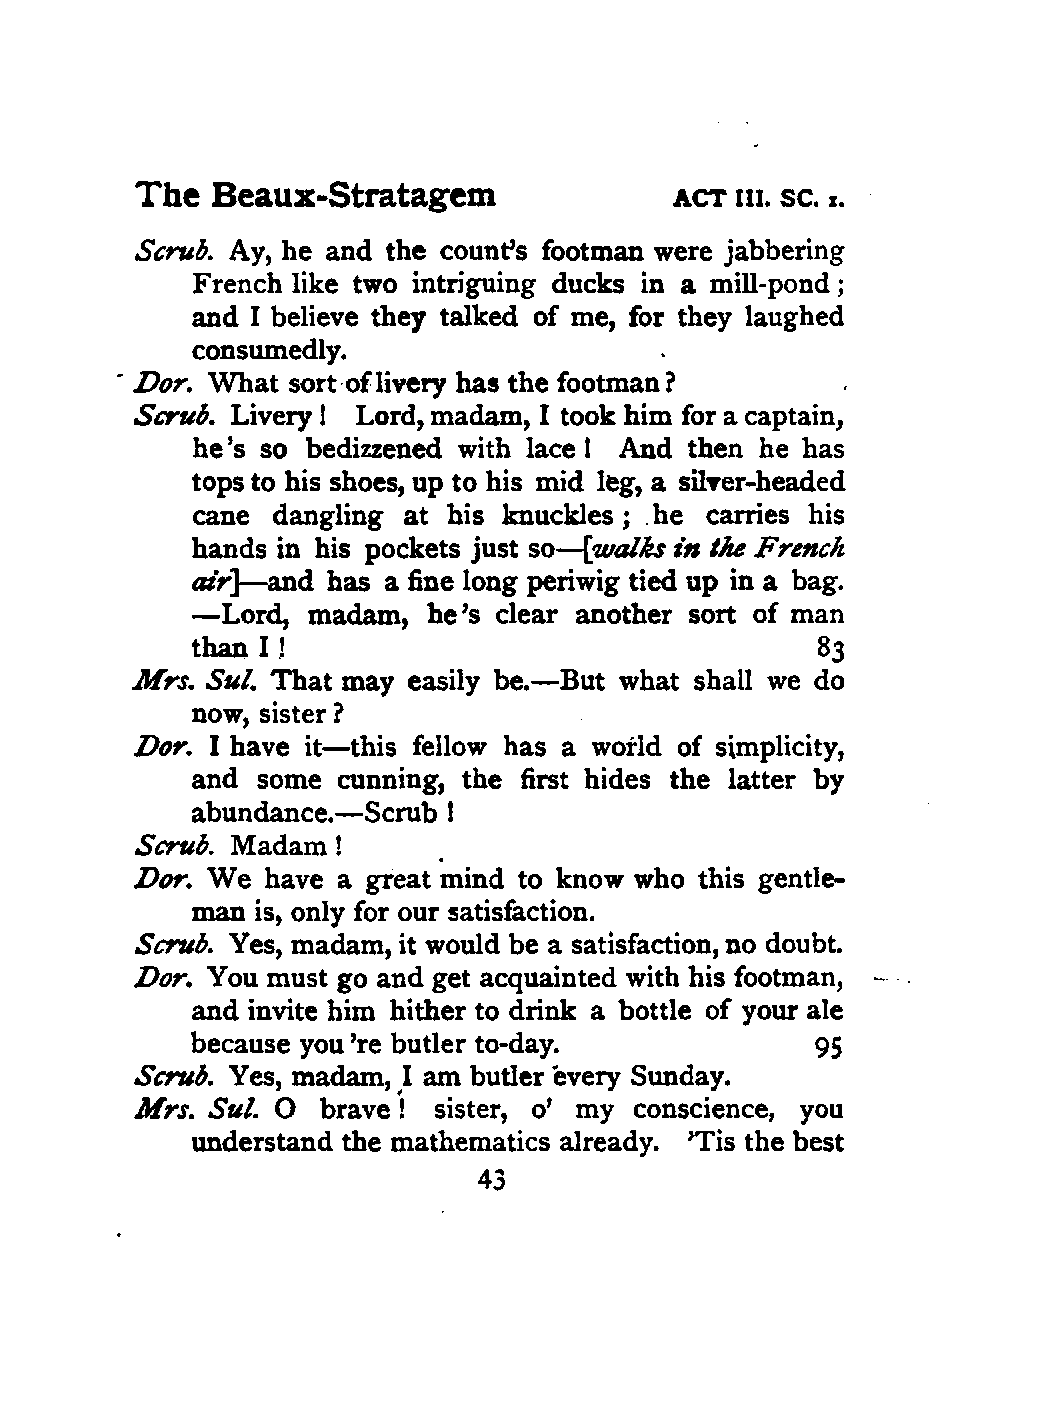 The Beaux-Stratagem ACT III. SC. 1.
Scrub. Ay, he and the count's footman were jabbering
French like two intriguing ducks in a mill-pond;
and I believe they talked of me, for they laughed
consumedly.
Dor. What sort of livery has the footman?
Scrub. Livery! Lord, madam, I took him for a captain,
he's so bedizzened with lace! And then he has
tops to his shoes, up to his mid leg, a silver-headed
cane dangling at his knuckles; he carries his
hands in his pockets just so—[walks in the French
air]—and has a fine long periwig tied up in a bag.
—Lord, madam, he's clear another sort of man
than I! 83
Mrs. Sul. That may easily be.—But what shall we do
now, sister?
Dor. I have it—this fellow has a world of simplicity,
and some cunning, the first hides the latter by
abundance.—Scrub!
Scrub. Madam!
Dor. We have a great mind to know who this gentle-
man is, only for our satisfaction.
Scrub. Yes, madam, it would be a satisfaction, no doubt.
Dor. You must go and get acquainted with his footman,
and invite him hither to drink a bottle of your ale
because you're butler to-day. 95
Scrub. Yes, madam, I am butler every Sunday.
Mrs. Sul. O brave! sister, o' my conscience, you
understand the mathematics already. 'Tis the best
43